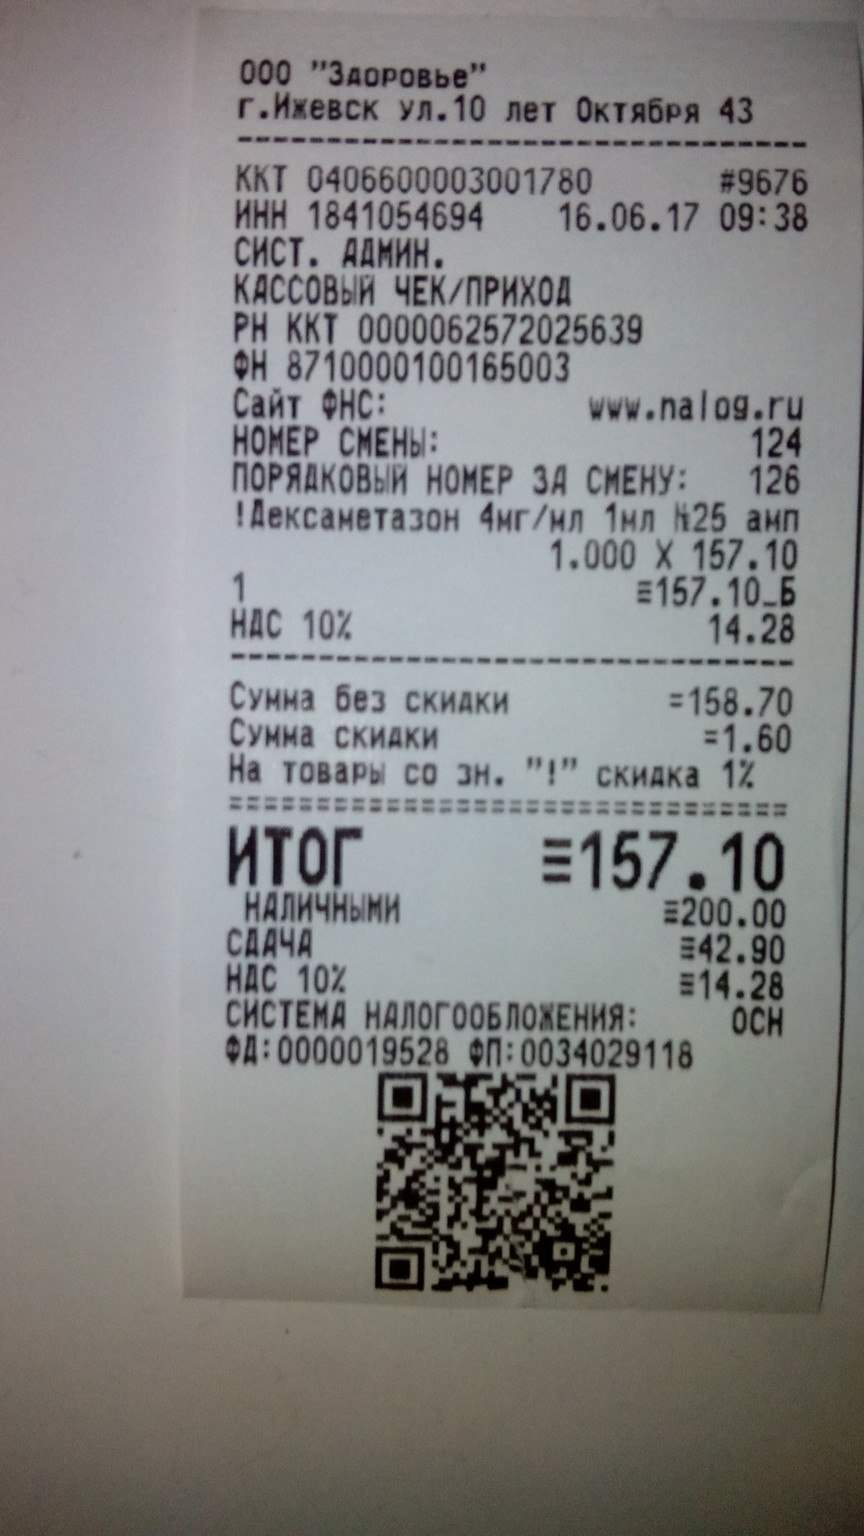 ООО "Здоровье"
г.Ижевск ул.10 лет Октября 43
ККТ 0406600003001780 #9676
ИНН 1841054694 16.06.17 09:38
СИСТ. АДМИН.
КАССОВЫЙ ЧЕК/ПРИХОД
РН ККТ 0000062572025639
ФН 8710000100165003
Сайт ФНС: www.nalog.ru
НОМЕР СМЕНЫ: 124
ПОРЯДКОВЫЙ НОМЕР ЗА СМЕНУ: 126
!Дексаметазон 4мг/мл 1мл №25 амп
1.000 X 157.10
1 ≡157.10_Б
НДС 10% 14.28
Сумма без скидки =158.70
Сумма скидки =1.60
На товары со зн. "!" скидка 1%
ИТОГ ≡157.10
НАЛИЧНЫМИ ≡200.00
СДАЧА ≡42.90
НДС 10% ≡14.28
СИСТЕМА НАЛОГООБЛОЖЕНИЯ: ОСН
ФД:0000019528 ФП:0034029118